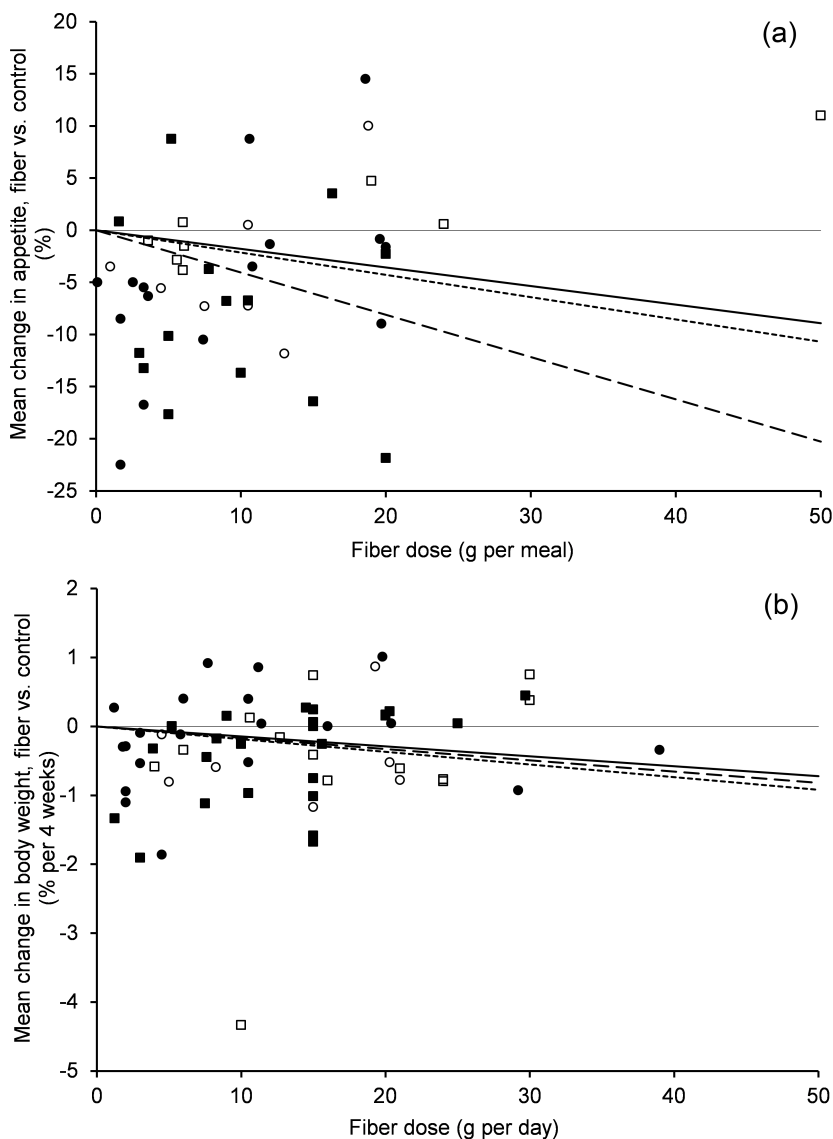 (a)
Mean change in appetite, fiber vs. control
(%)
20
15
10
5
0
-5
-10
-15
-20
-25
0 10 20 30 40 50
Fiber dose (g per meal)
(b)
Mean change in body weight, fiber vs. control
(% per 4 weeks)
2
1
0
-1
-2
-3
-4
-5
0 10 20 30 40 50
Fiber dose (g per day)